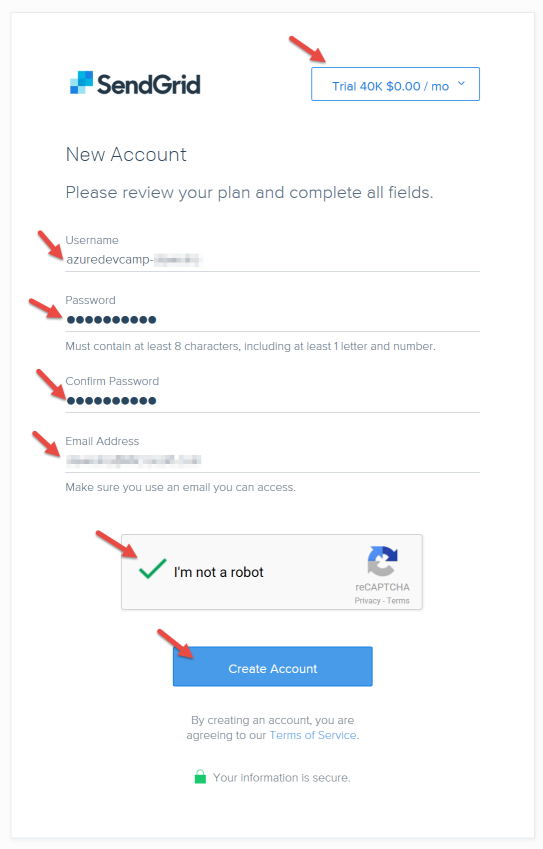 SendGrid
Trial 40K $0.00 / mo
New Account
Please review your plan and complete all fields.
Username
azuredevcamp-
Password
●●●●●●●●●●
Must contain at least 8 characters, including at least 1 letter and number.
Confirm Password
●●●●●●●●●●
Email Address
Make sure you use an email you can access.
I'm not a robot
reCAPTCHA
Privacy - Terms
Create Account
By creating an account, you are
agreeing to our Terms of Service.
Your information is secure.